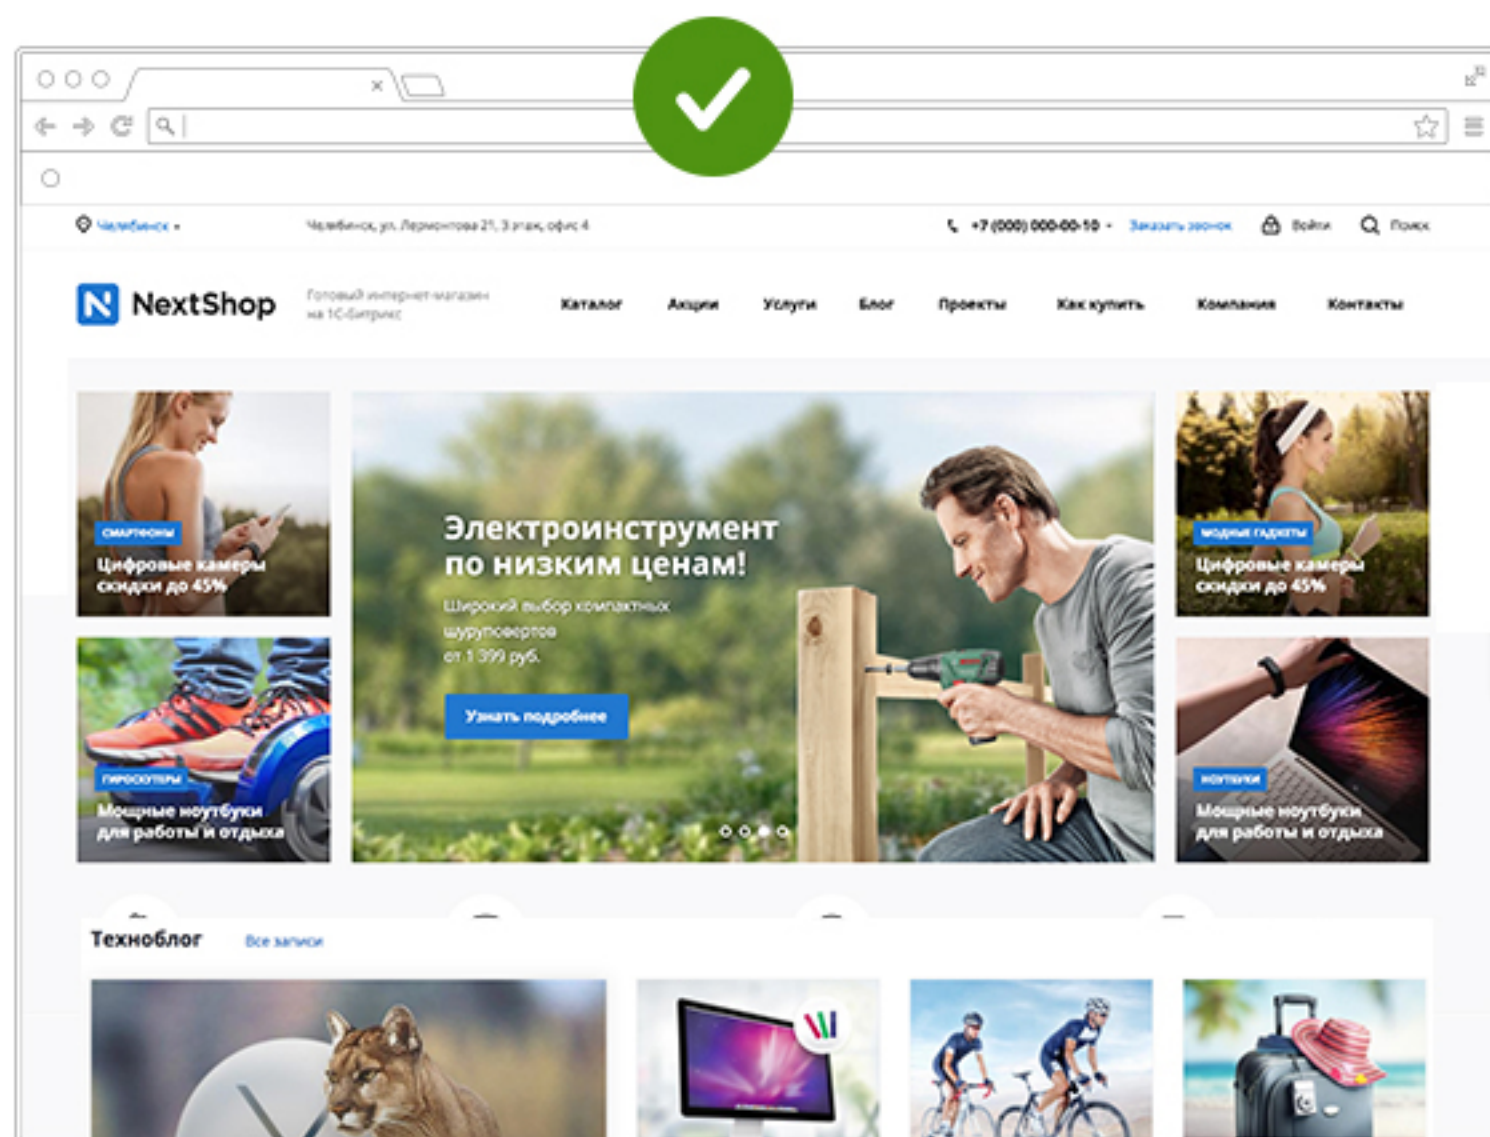 Челябинск
Челябинск, ул. Лермонтова 21, 3 этаж, офис 4
+7 (000) 000-00-10
Заказать звонок
Войти
Поиск
NextShop
Готовый интернет-магазин
на 1С-Битрикс
Каталог
Акции
Услуги
Блог
Проекты
Как купить
Компания
Контакты
СМАРТФОНЫ
Цифровые камеры
скидки до 45%
ГИРОСКУТЕРЫ
Мощные ноутбуки
для работы и отдыха
Электроинструмент
по низким ценам!
Широкий выбор компактных
шуруповертов
от 1 399 руб.
Узнать подробнее
МОДНЫЕ ГАДЖЕТЫ
Цифровые камеры
скидки до 45%
НОУТБУКИ
Мощные ноутбуки
для работы и отдыха
Техноблог
Все записи